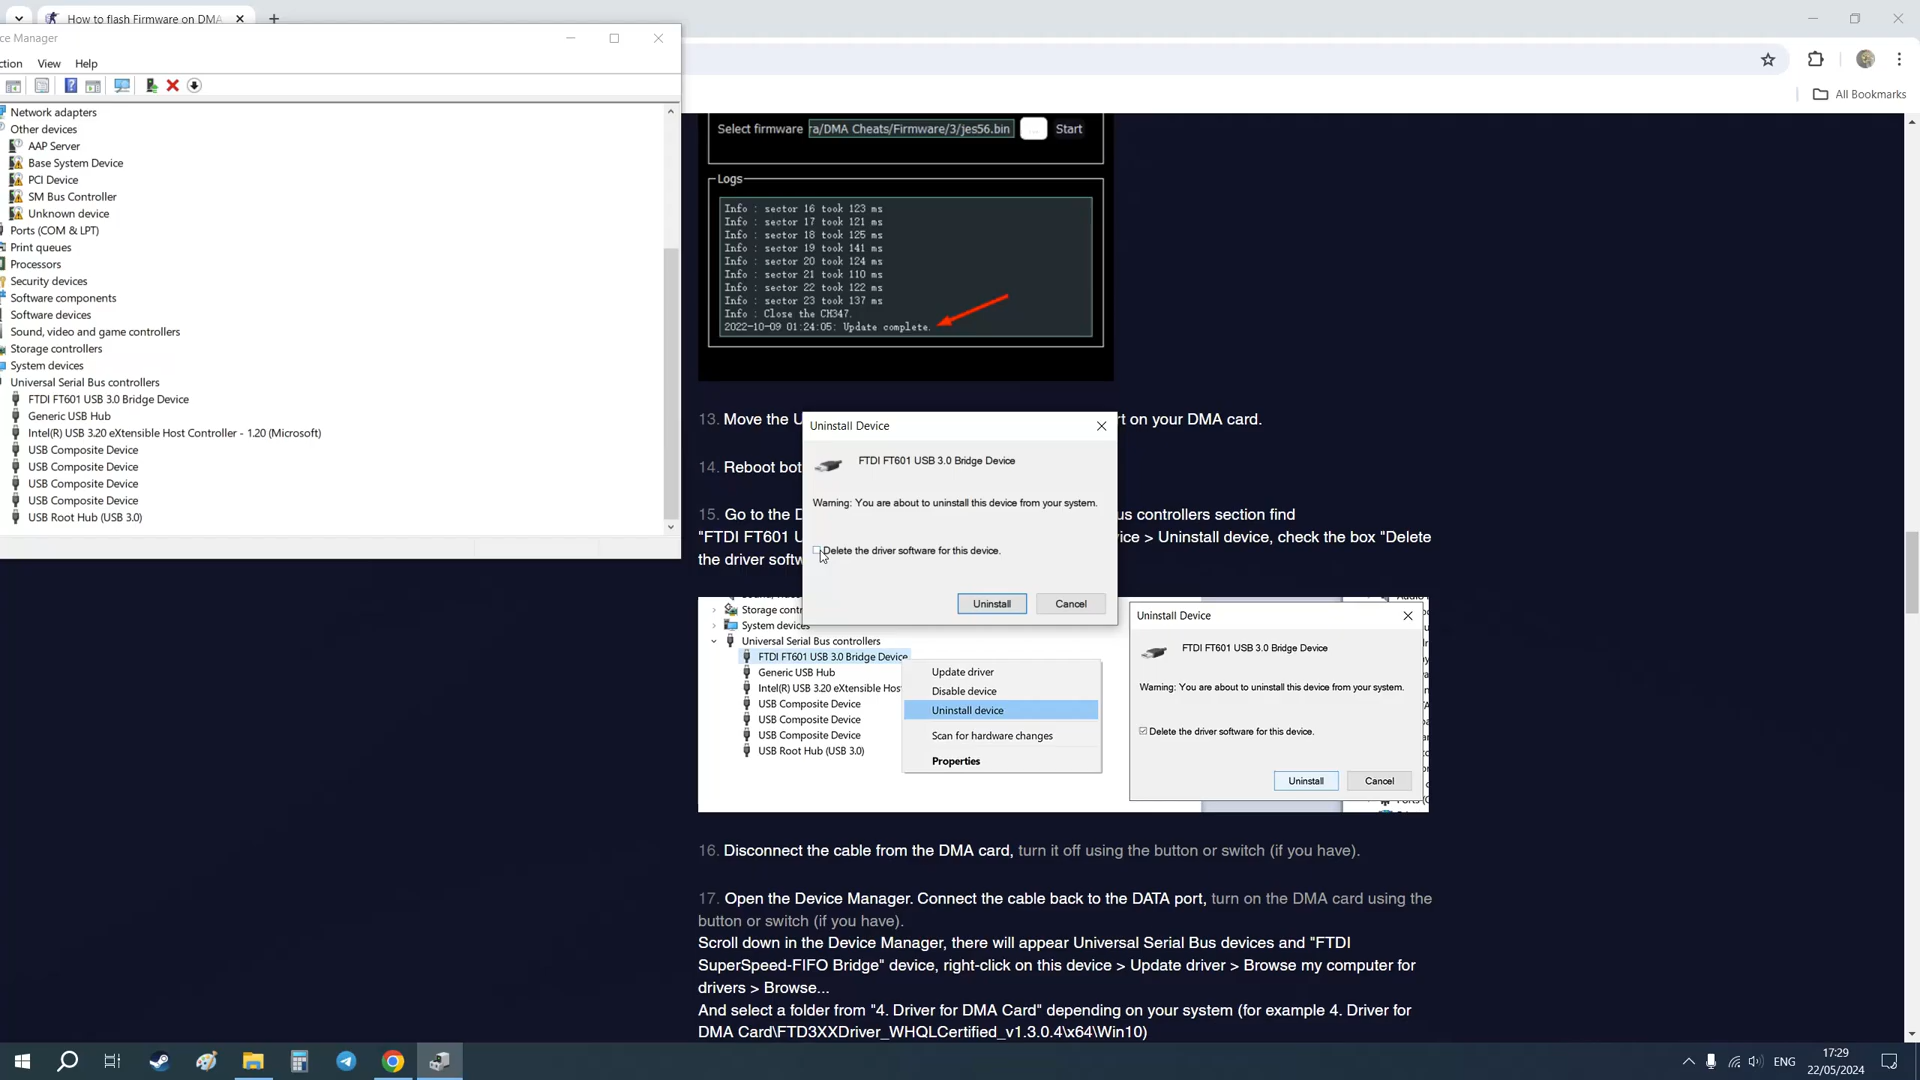 How to flash Firmware on DMA
ce Manager
ction View Help
All Bookmarks
Network adapters
Other devices
AAP Server
Base System Device
PCI Device
SM Bus Controller
Unknown device
Ports (COM & LPT)
Print queues
Processors
Security devices
Software components
Software devices
Sound, video and game controllers
Storage controllers
System devices
Universal Serial Bus controllers
FTDI FT601 USB 3.0 Bridge Device
Generic USB Hub
Intel(R) USB 3.20 eXtensible Host Controller - 1.20 (Microsoft)
USB Composite Device
USB Composite Device
USB Composite Device
USB Composite Device
USB Root Hub (USB 3.0)
Select firmware ra/DMA Cheats/Firmware/3/jes56.bin ... Start
Logs
Info : sector 16 took 123 ms
Info : sector 17 took 121 ms
Info : sector 18 took 125 ms
Info : sector 19 took 141 ms
Info : sector 20 took 124 ms
Info : sector 21 took 110 ms
Info : sector 22 took 122 ms
Info : sector 23 took 137 ms
Info : Close the CH347.
2022-10-09 01:24:05: Update complete.
13. Move the U
rt on your DMA card.
14. Reboot bot
15. Go to the D
us controllers section find
"FTDI FT601 U
vice > Uninstall device, check the box "Delete
the driver softw
Uninstall Device
FTDI FT601 USB 3.0 Bridge Device
Warning: You are about to uninstall this device from your system.
Delete the driver software for this device.
Uninstall Cancel
Storage contr
System devices
Universal Serial Bus controllers
FTDI FT601 USB 3.0 Bridge Device
Generic USB Hub
Intel(R) USB 3.20 eXtensible Hos
USB Composite Device
USB Composite Device
USB Composite Device
USB Root Hub (USB 3.0)
Update driver
Disable device
Uninstall device
Scan for hardware changes
Properties
Uninstall Device
FTDI FT601 USB 3.0 Bridge Device
Warning: You are about to uninstall this device from your system.
Delete the driver software for this device.
Uninstall Cancel
16. Disconnect the cable from the DMA card, turn it off using the button or switch (if you have).
17. Open the Device Manager. Connect the cable back to the DATA port, turn on the DMA card using the
button or switch (if you have).
Scroll down in the Device Manager, there will appear Universal Serial Bus devices and "FTDI
SuperSpeed-FIFO Bridge" device, right-click on this device > Update driver > Browse my computer for
drivers > Browse...
And select a folder from "4. Driver for DMA Card" depending on your system (for example 4. Driver for
DMA Card\FTD3XXDriver_WHQLCertified_v1.3.0.4\x64\Win10)
ENG
17:29
22/05/2024